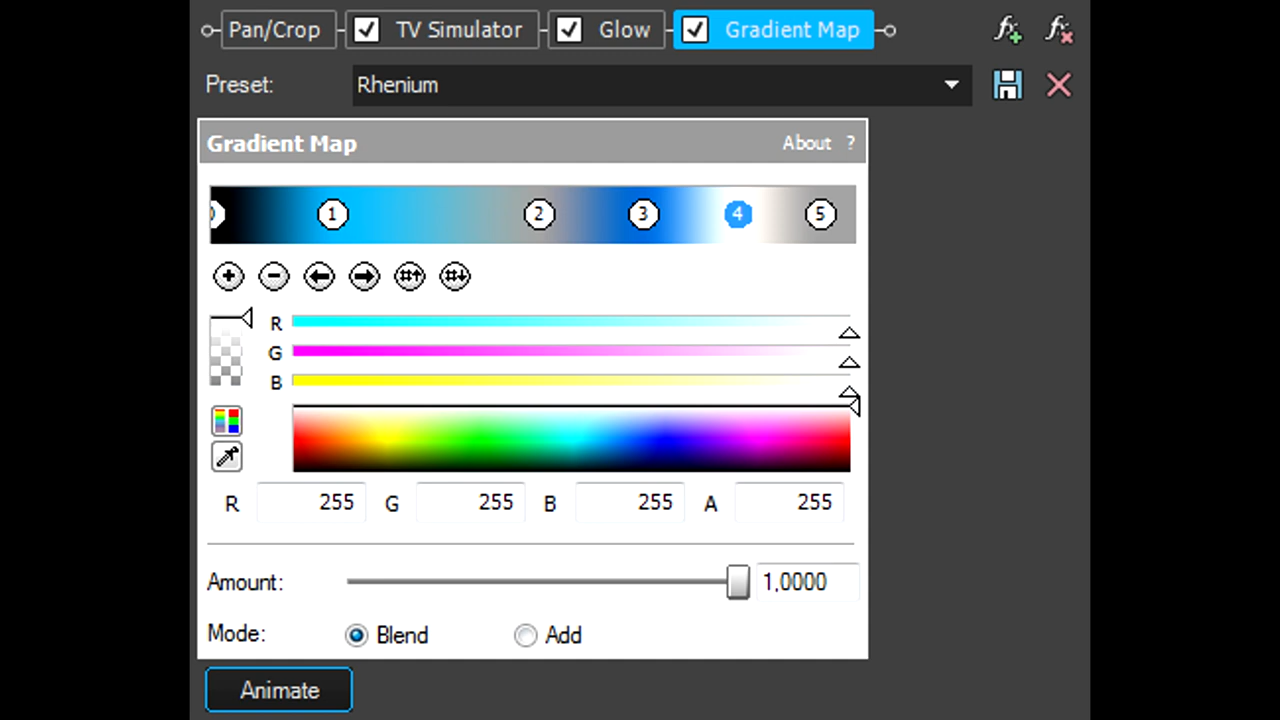 Pan/Crop TV Simulator Glow Gradient Map
Preset: Rhenium
Gradient Map About ?
1 2 3 4 5
R
G
B
R 255 G 255 B 255 A 255
Amount: 1,0000
Mode: Blend Add
Animate